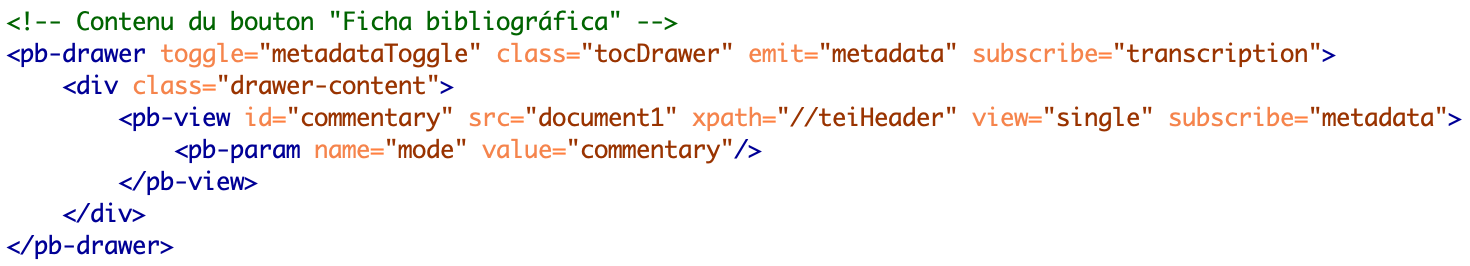 <!-- Contenu du bouton "Ficha bibliográfica" -->
<pb-drawer toggle="metadataToggle" class="tocDrawer" emit="metadata" subscribe="transcription">
    <div class="drawer-content">
        <pb-view id="commentary" src="document1" xpath="//teiHeader" view="single" subscribe="metadata">
            <pb-param name="mode" value="commentary"/>
        </pb-view>
    </div>
</pb-drawer>